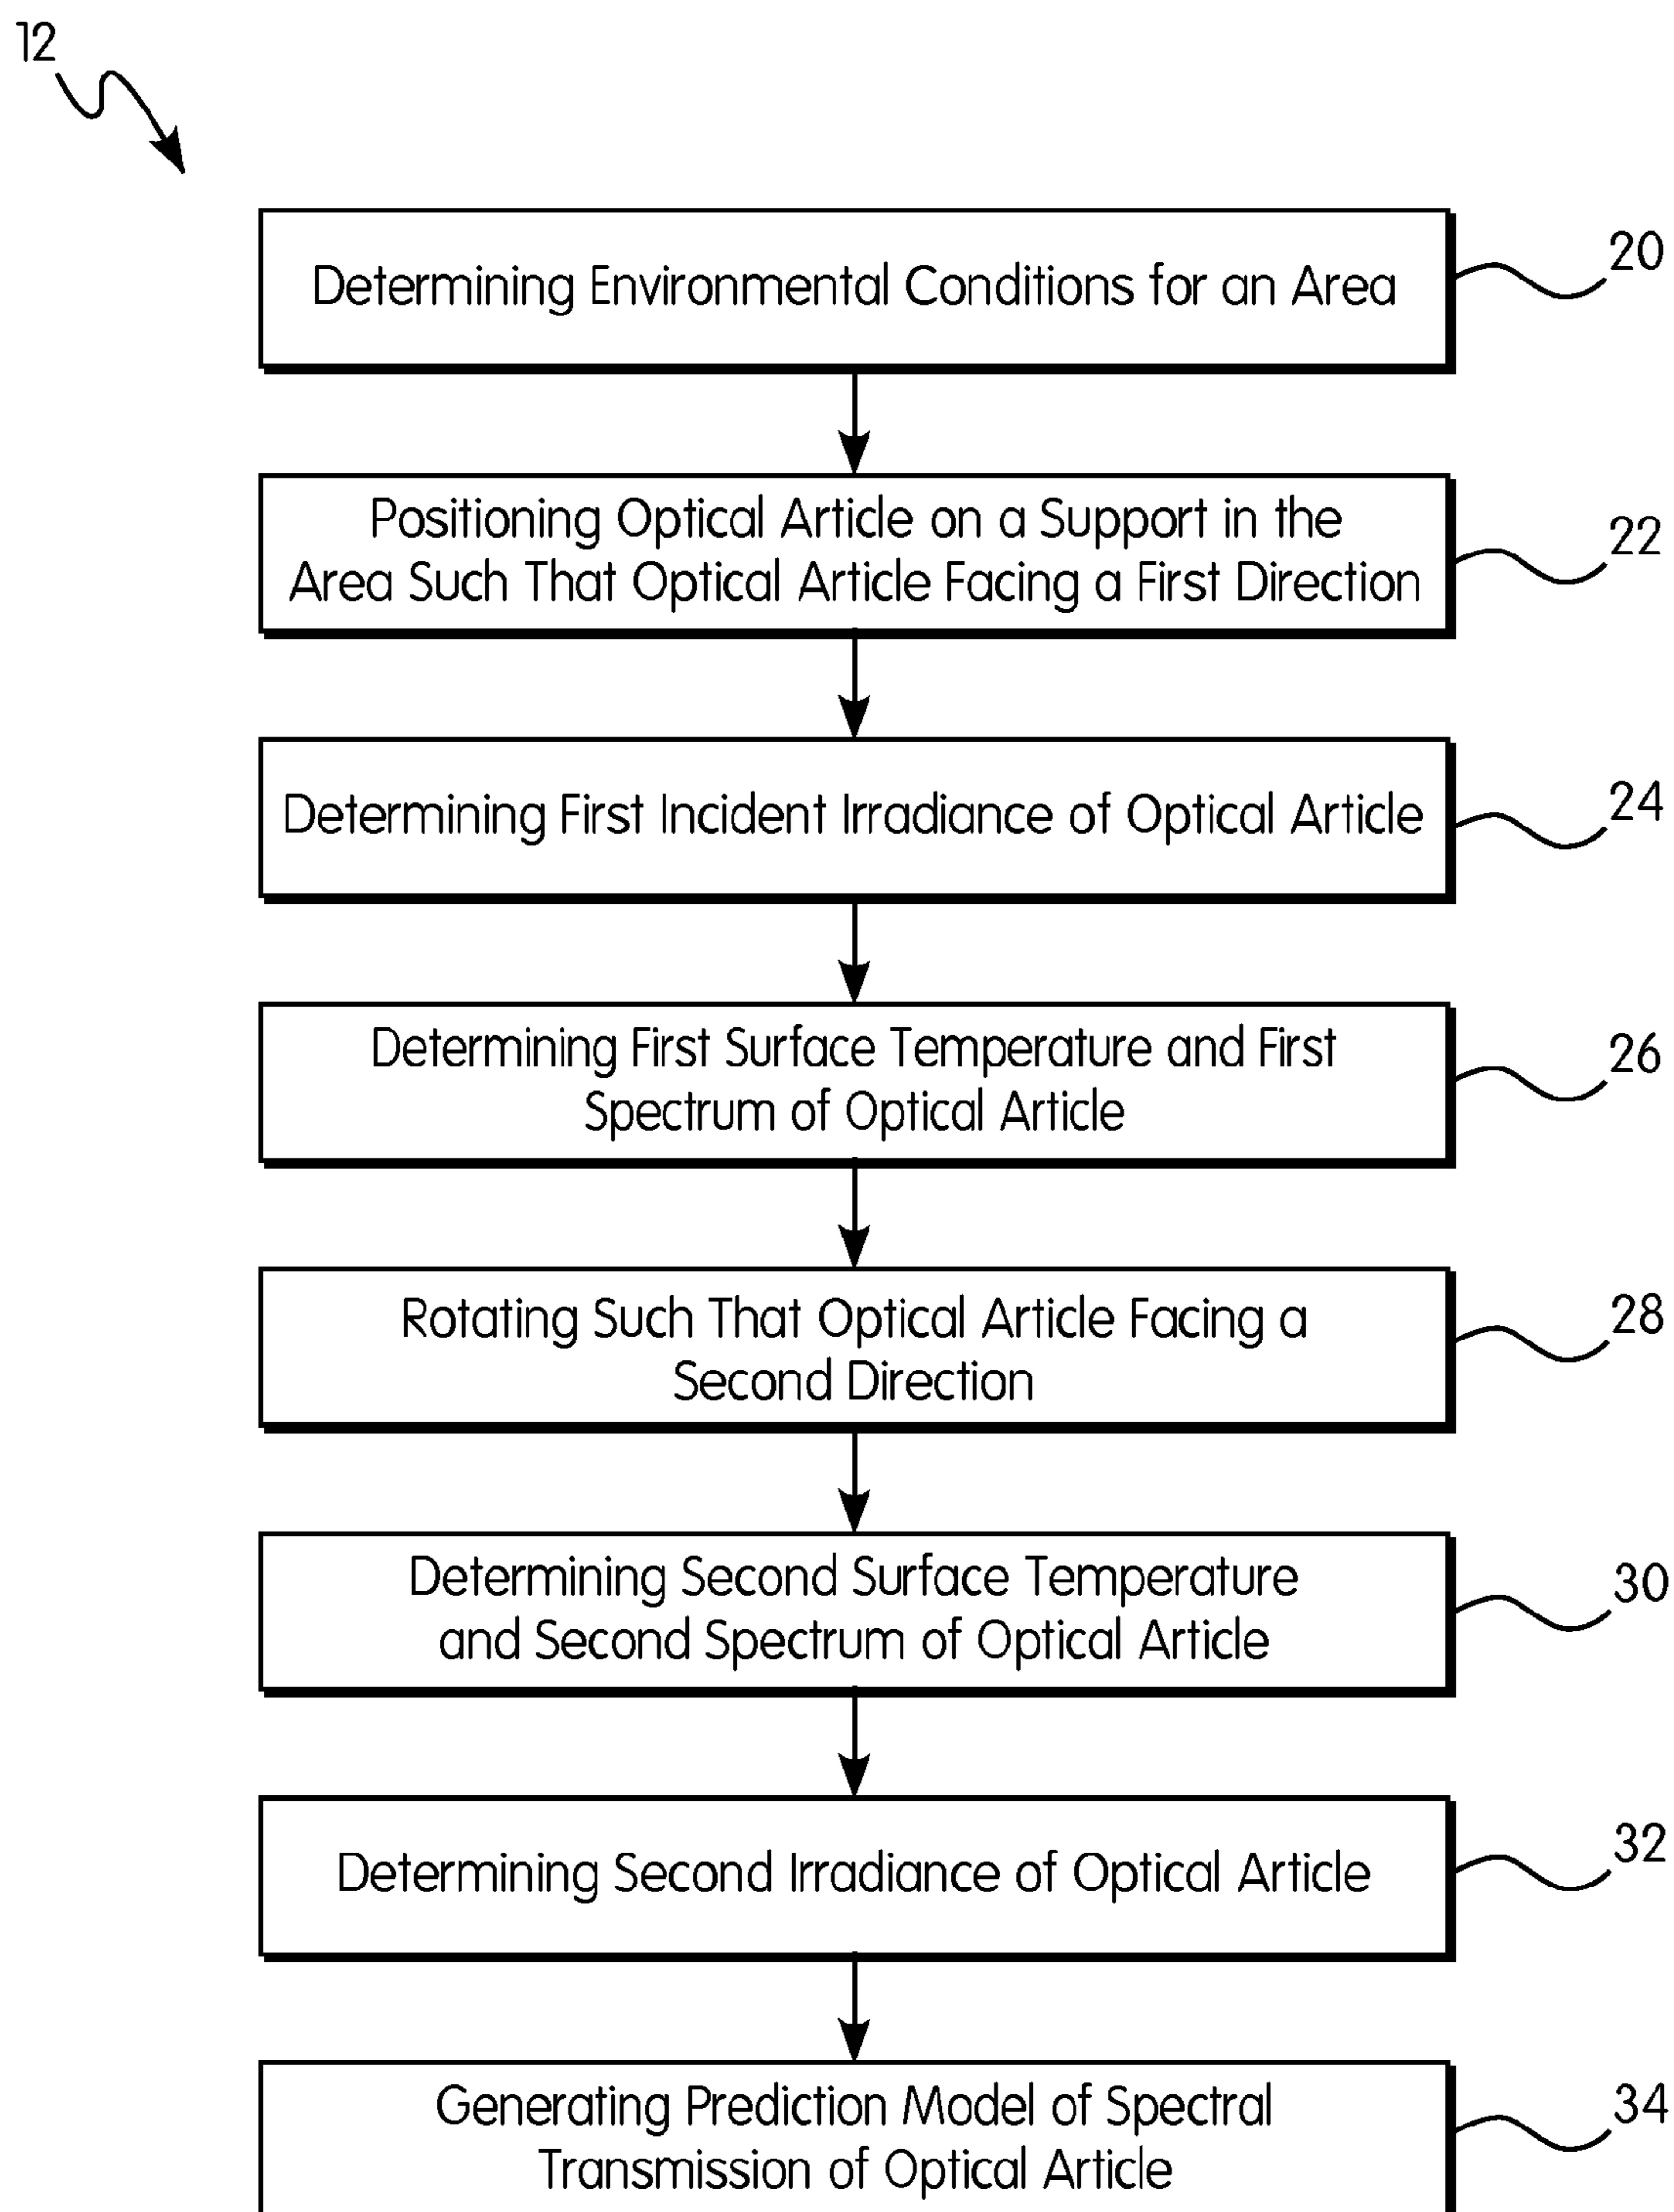 12
Determining Environmental Conditions for an Area
20
Positioning Optical Article on a Support in the
Area Such That Optical Article Facing a First Direction
22
Determining First Incident Irradiance of Optical Article
24
Determining First Surface Temperature and First
Spectrum of Optical Article
26
Rotating Such That Optical Article Facing a
Second Direction
28
Determining Second Surface Temperature
and Second Spectrum of Optical Article
30
Determining Second Irradiance of Optical Article
32
Generating Prediction Model of Spectral
Transmission of Optical Article
34